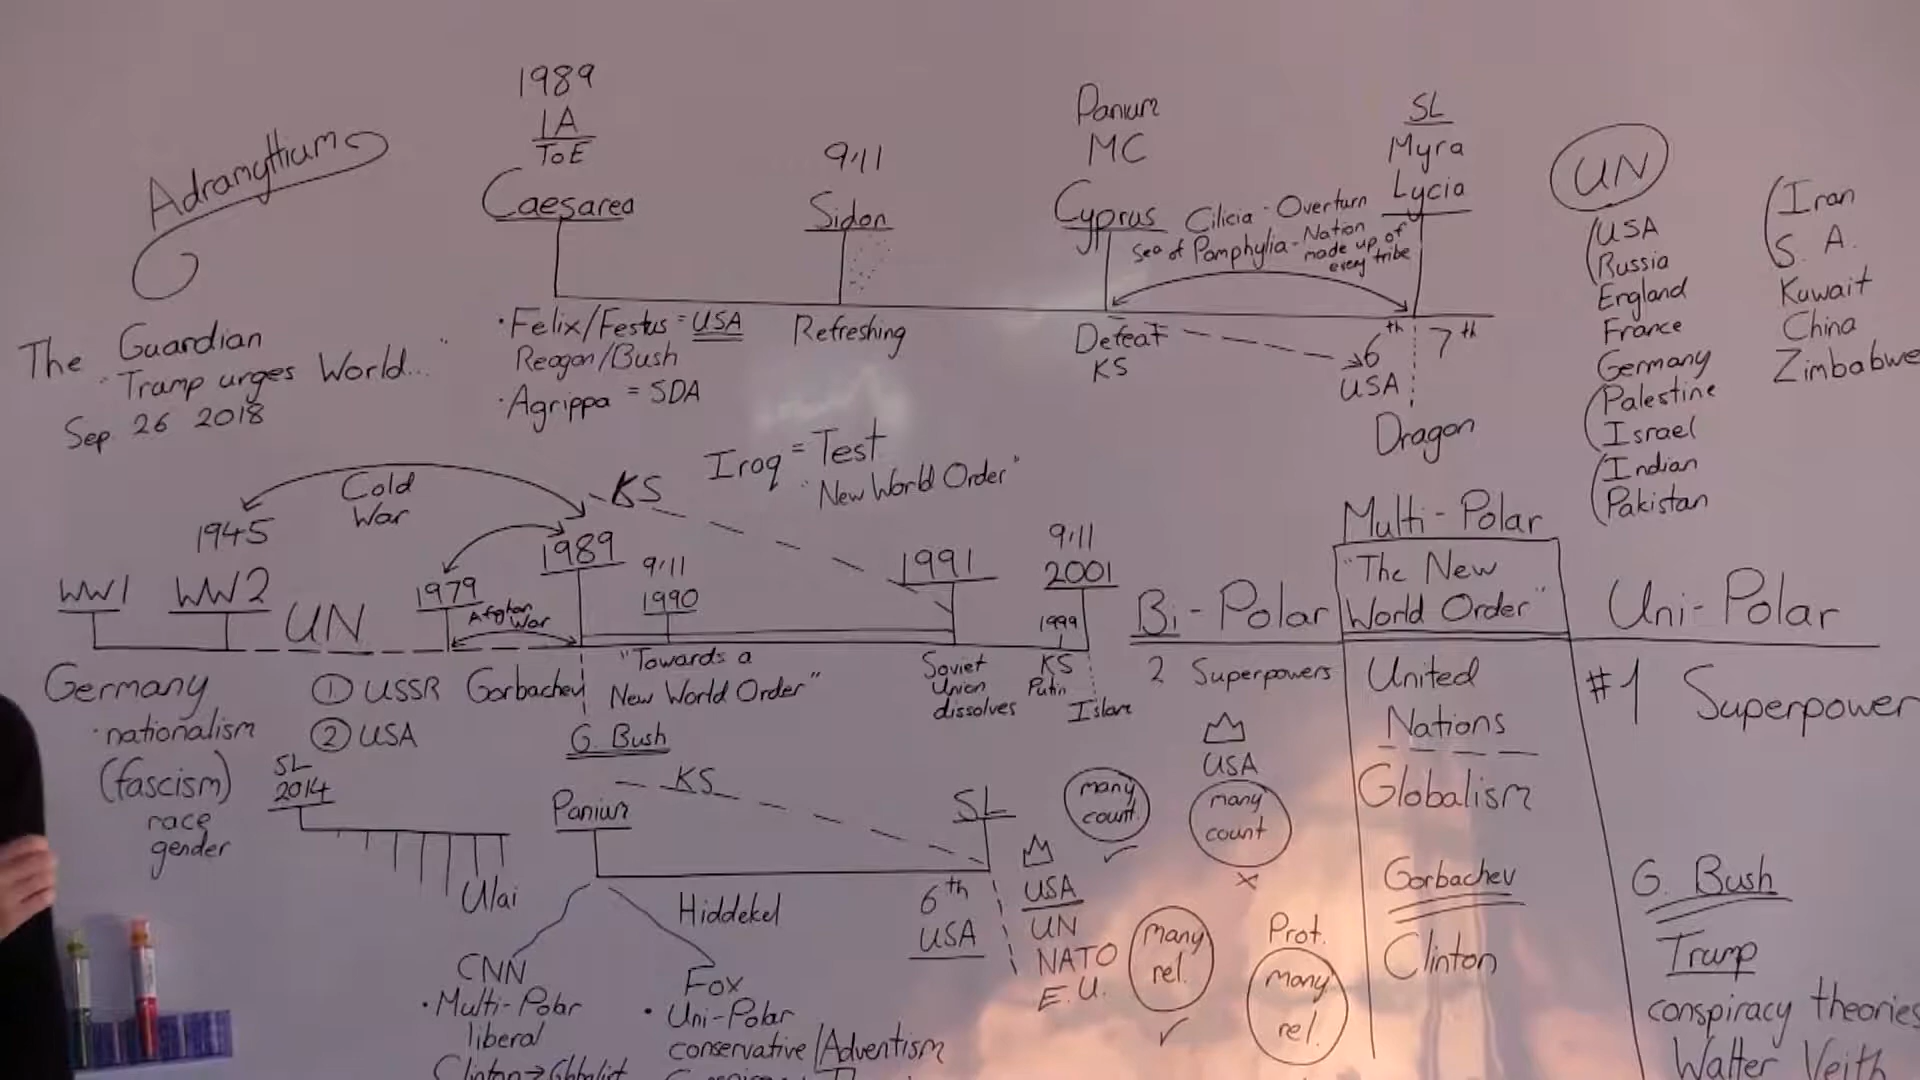 Adramyttium
1989
1A
ToE
Caesarea
9/11
Sidon
Panium
MC
Cyprus
Cilicia - Overturn
Sea of Pamphylia - Nation
made up of
every tribe
SL
Myra
Lycia
UN
USA
Russia
England
France
Germany
Palestine
Israel
Indian
Pakistan
Iran
S. A.
Kuwait
China
Zimbabwe
The Guardian
"Trump urges World..."
Sep 26 2018
• Felix/Festus = USA
Reagan/Bush
• Agrippa = SDA
Refreshing
Defeat
KS
6th
USA
7th
Dragon
Iraq = Test
"New World Order"
Cold
War
KS
WW1
1945
WW2
UN
1979
Afghan
War
1989
9/11
1990
1991
9/11
2001
1999
KS
Putin
Islam
Germany
• nationalism
(fascism)
race
gender
① USSR Gorbachev
② USA
"Towards a
New World Order"
G. Bush
Soviet
Union
dissolves
SL
2014
Ulai
Panium
KS
SL
Hiddekel
6th
USA
USA
UN
NATO
E.U.
CNN
• Multi-Polar
liberal
Clinton → Globalist
Fox
• Uni-Polar
conservative/Adventism
many
count.
many
rel.
Bi-Polar
2 Superpowers
USA
many
count
Prot.
many
rel.
Multi-Polar
"The New
World Order"
United
Nations
Globalism
Gorbachev
Clinton
Uni-Polar
#1 Superpower
G. Bush
Trump
conspiracy theories
Walter Veith